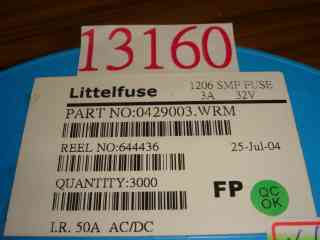 13160
Littelfuse
1206 SMF FUSE
3A 32V
PART NO:0429003.WRM
REEL NO:644436 25-Jul-04
QUANTITY:3000
FP
QC
OK
I.R. 50A AC/DC